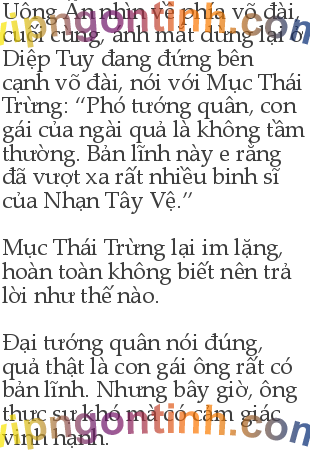 Uông Ấn nhìn về phía võ đài,
cuối cùng, ánh mắt dừng lại ở
Diệp Tuy đang đứng bên
cạnh võ đài, nói với Mục Thái
Trừng: “Phó tướng quân, con
gái của ngài quả là không tầm
thường. Bản lĩnh này e rằng
đã vượt xa rất nhiều binh sĩ
của Nhạn Tây Vệ.”
Mục Thái Trừng lại im lặng,
hoàn toàn không biết nên trả
lời như thế nào.
Đại tướng quân nói đúng,
quả thật là con gái ông rất có
bản lĩnh. Nhưng bây giờ, ông
thực sự khó mà có cảm giác
vinh hạnh.
vipngontinh.com
vipngontinh.com